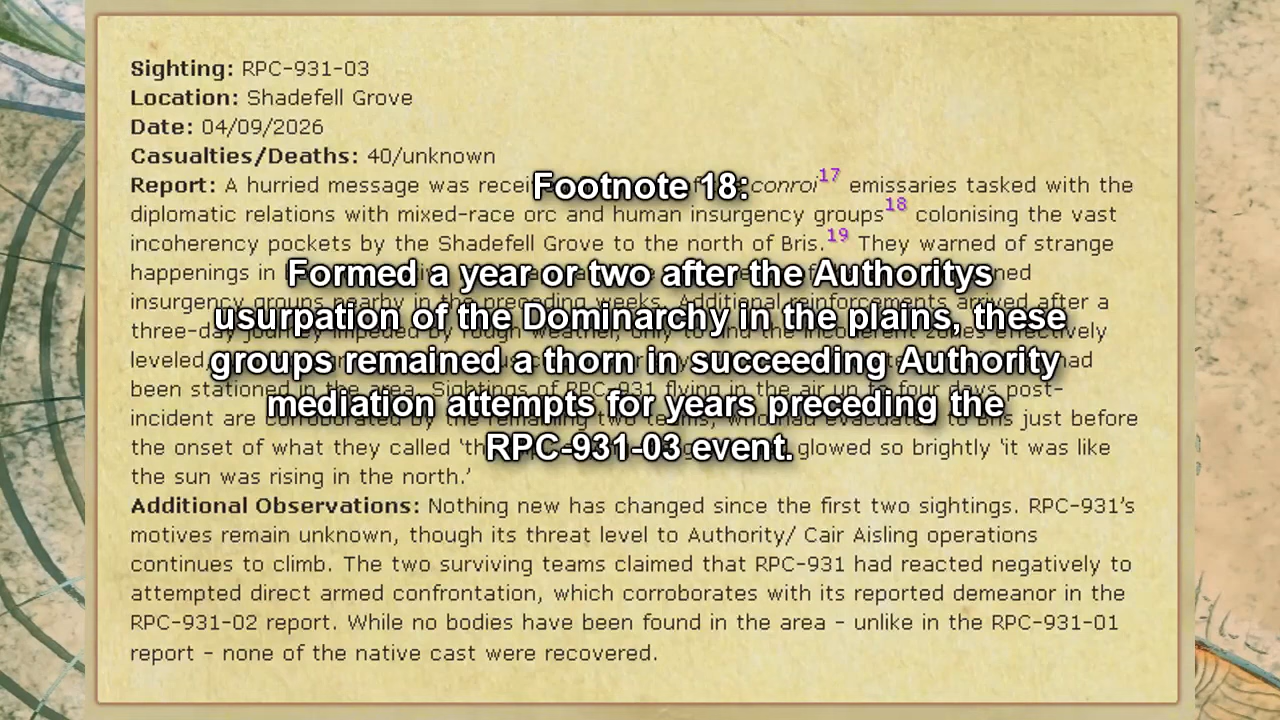 Sighting: RPC-931-03
Location: Shadefell Grove
Date: 04/09/2026
Casualties/Deaths: 40/unknown
Report: A hurried message was conroi17 emissaries tasked with the
diplomatic relations with mixed-race orc and human insurgency groups18 colonising the vast
incoherency pockets by the Shadefell Grove to the north of Bris.19 They warned of strange
happenings in
insurgency groups nearby in the preceding weeks. Additional reinforcements arrived after a
three-day journey impeded by rough weather, only to find the incoherent zones effectively
leveled, had
been stationed in the area. Sightings of RPC-931 flying in the air up to four days post-
incident are corroborated by the remaining two teams, who had evacuated to Bris just before
the onset of what they called glowed so brightly ‘it was like
the sun was rising in the north.’
Additional Observations: Nothing new has changed since the first two sightings. RPC-931’s
motives remain unknown, though its threat level to Authority/ Cair Aisling operations
continues to climb. The two surviving teams claimed that RPC-931 had reacted negatively to
attempted direct armed confrontation, which corroborates with its reported demeanor in the
RPC-931-02 report. While no bodies have been found in the area – unlike in the RPC-931-01
report – none of the native cast were recovered.
Footnote 18:
Formed a year or two after the Authoritys
usurpation of the Dominarchy in the plains, these
groups remained a thorn in succeeding Authority
mediation attempts for years preceding the
RPC-931-03 event.